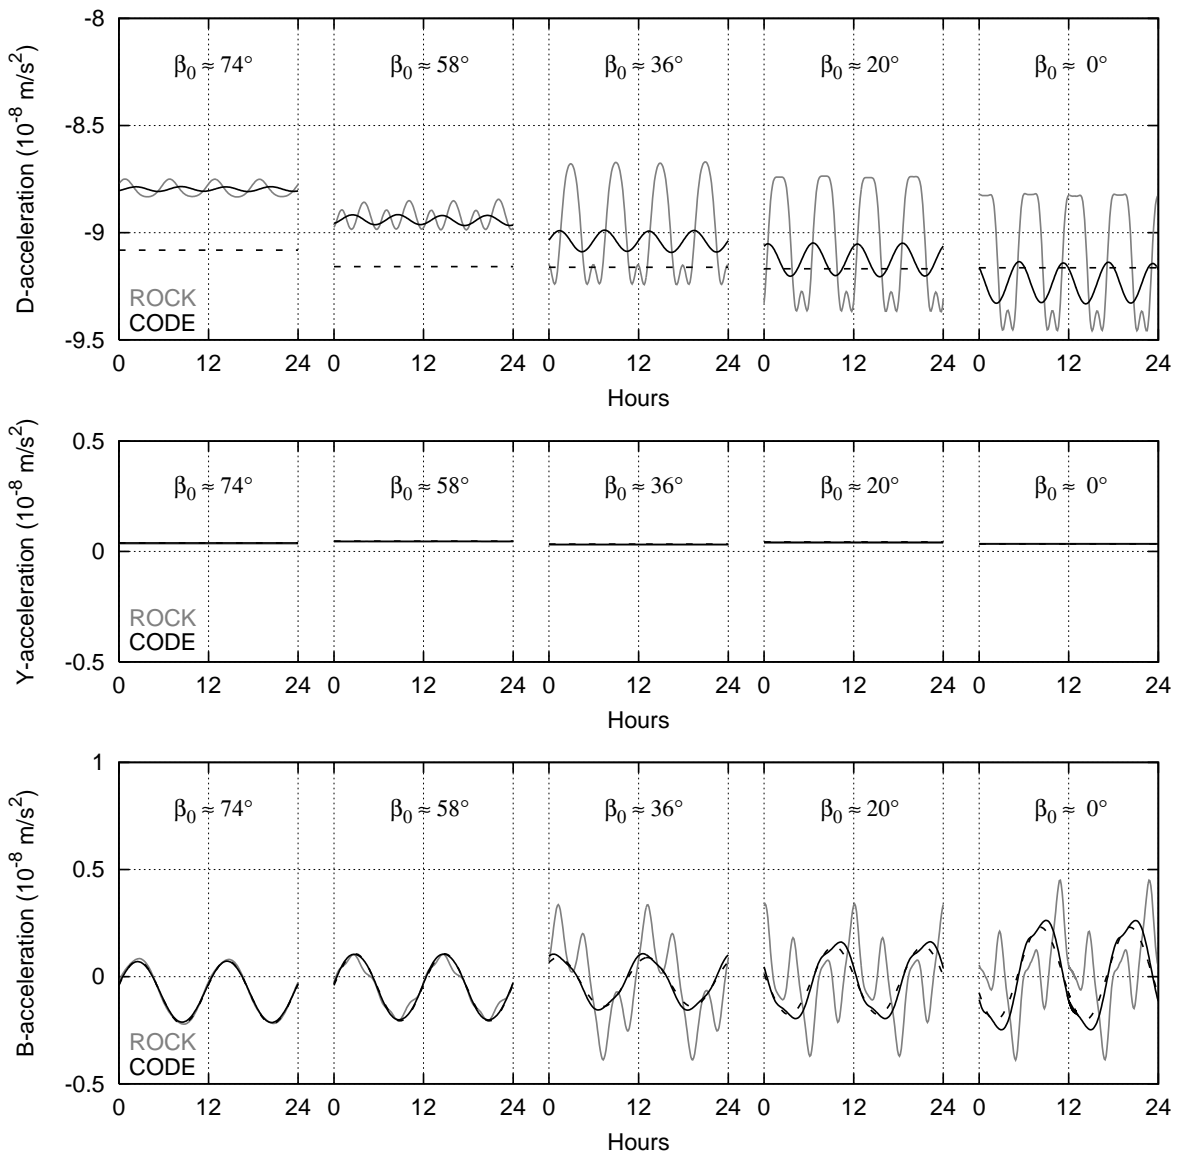 D-acceleration (10⁻⁸ m/s²)
-8
-8.5
-9
-9.5
β₀ ≈ 74° β₀ ≈ 58° β₀ ≈ 36° β₀ ≈ 20° β₀ ≈ 0°
ROCK
CODE
0 12 24 0 12 24 0 12 24 0 12 24 0 12 24
Hours
Y-acceleration (10⁻⁸ m/s²)
0.5
0
-0.5
β₀ ≈ 74° β₀ ≈ 58° β₀ ≈ 36° β₀ ≈ 20° β₀ ≈ 0°
ROCK
CODE
0 12 24 0 12 24 0 12 24 0 12 24 0 12 24
Hours
B-acceleration (10⁻⁸ m/s²)
1
0.5
0
-0.5
β₀ ≈ 74° β₀ ≈ 58° β₀ ≈ 36° β₀ ≈ 20° β₀ ≈ 0°
ROCK
CODE
0 12 24 0 12 24 0 12 24 0 12 24 0 12 24
Hours